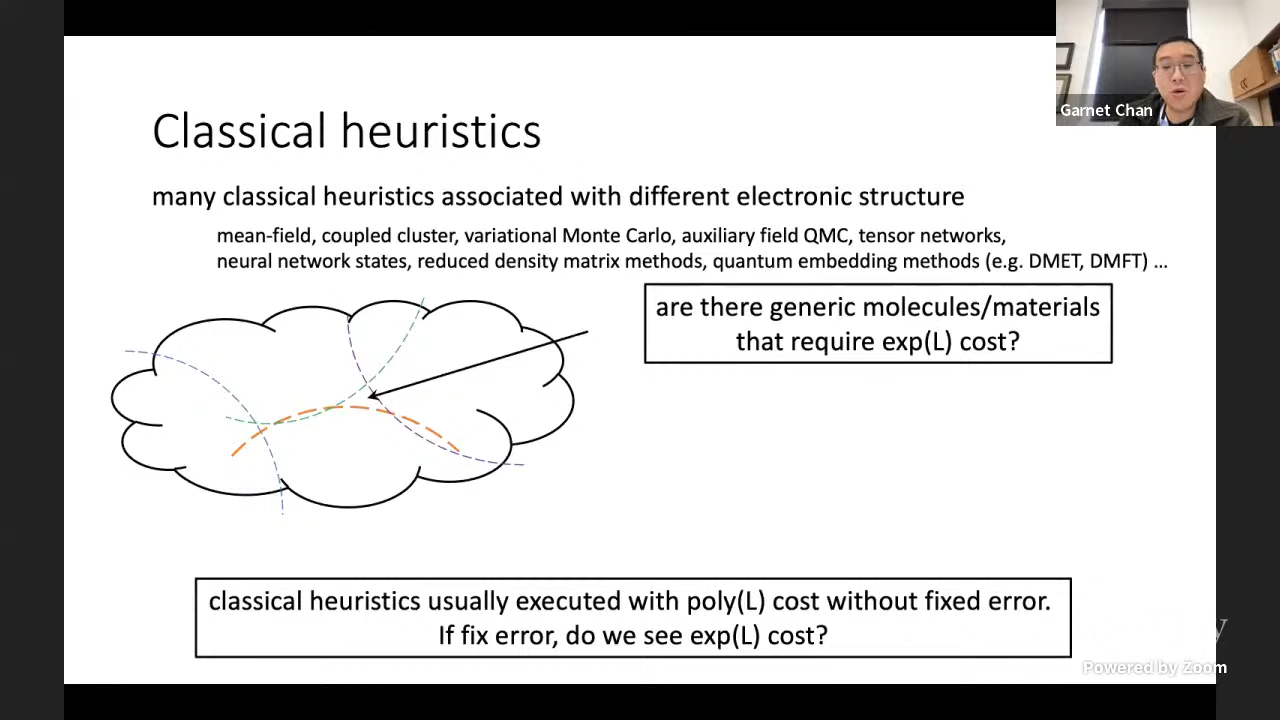 Garnet Chan
Classical heuristics
many classical heuristics associated with different electronic structure
mean-field, coupled cluster, variational Monte Carlo, auxiliary field QMC, tensor networks,
neural network states, reduced density matrix methods, quantum embedding methods (e.g. DMET, DMFT) ...
are there generic molecules/materials
that require exp(L) cost?
classical heuristics usually executed with poly(L) cost without fixed error.
If fix error, do we see exp(L) cost?
Powered by Zoom